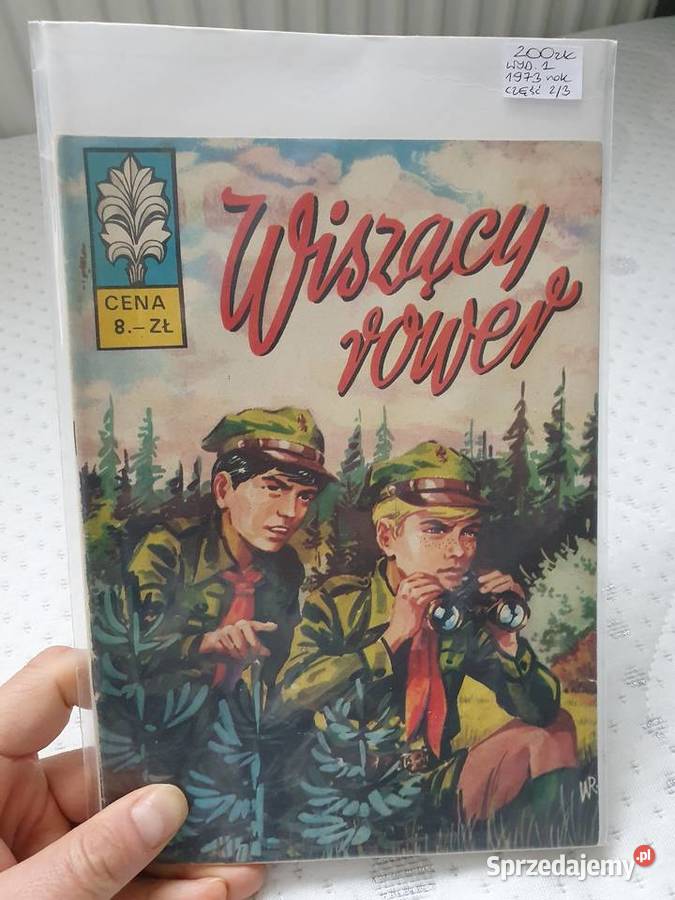 200zł
WYD. 1
1973 rok
CZĘŚĆ 2/3
CENA
8.—ZŁ
Wiszący
rower
WR
Sprzedajemy.pl